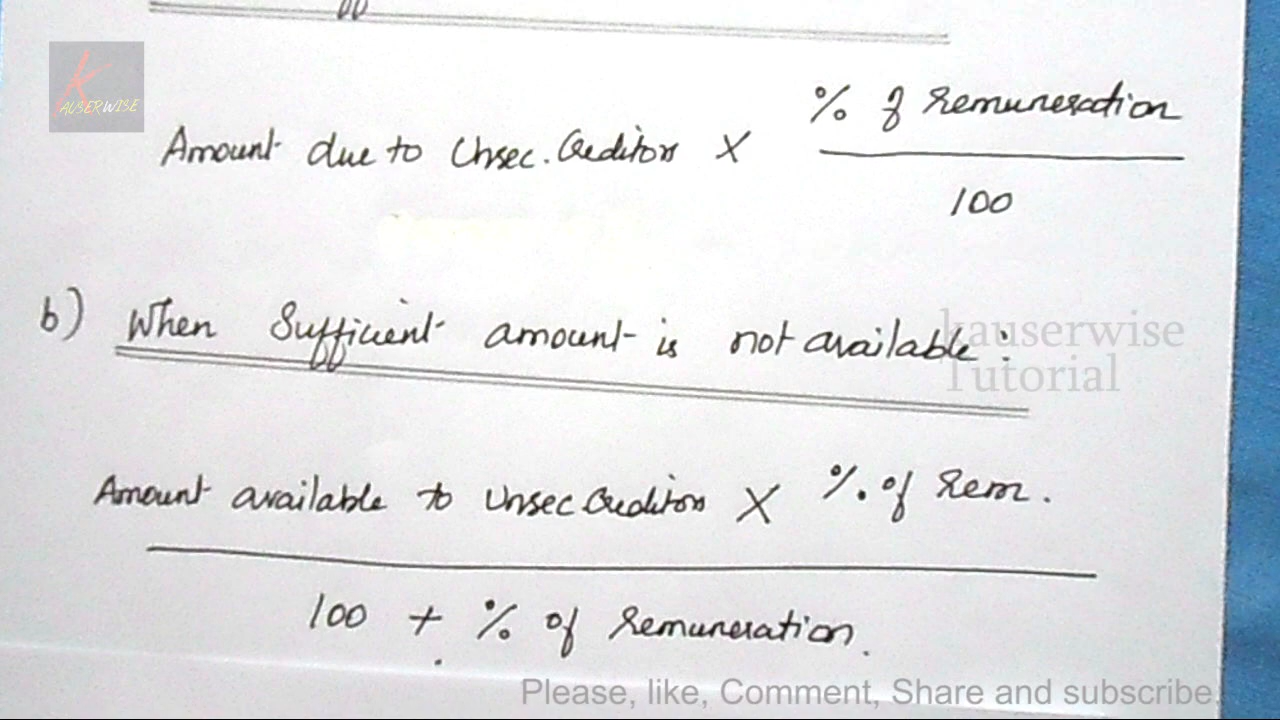 KAUSERWISE
% of remuneration
Amount due to Unsec. Creditors X
100
b) When Sufficient amount is not available :
kauserwise
Tutorial
Amount available to Unsec Creditors X % of Rem.
100 + % of remuneration.
Please, like, Comment, Share and subscribe.